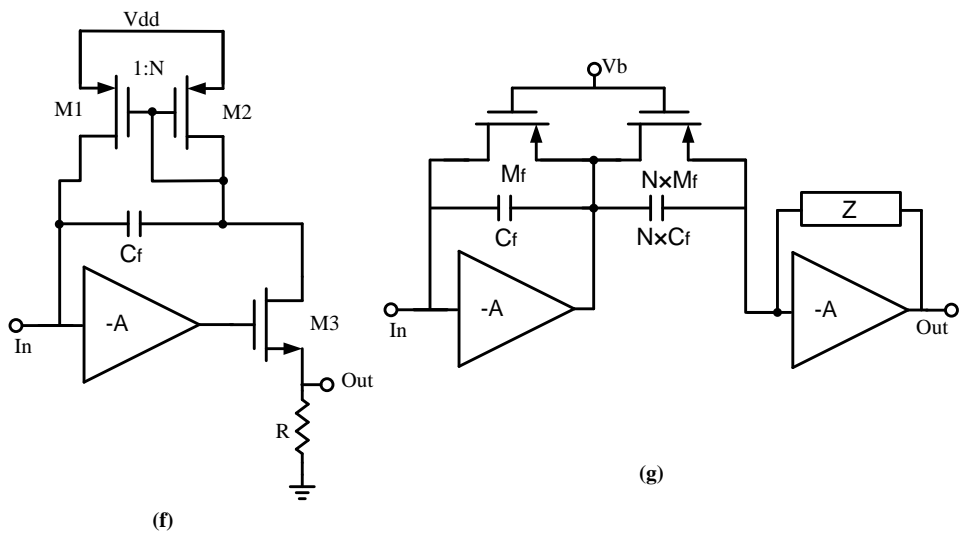 Vdd
1:N
M1
M2
Cf
-A
In
M3
Out
R
(f)
Vb
Mf
N×Mf
Cf
N×Cf
Z
-A
-A
In
Out
(g)